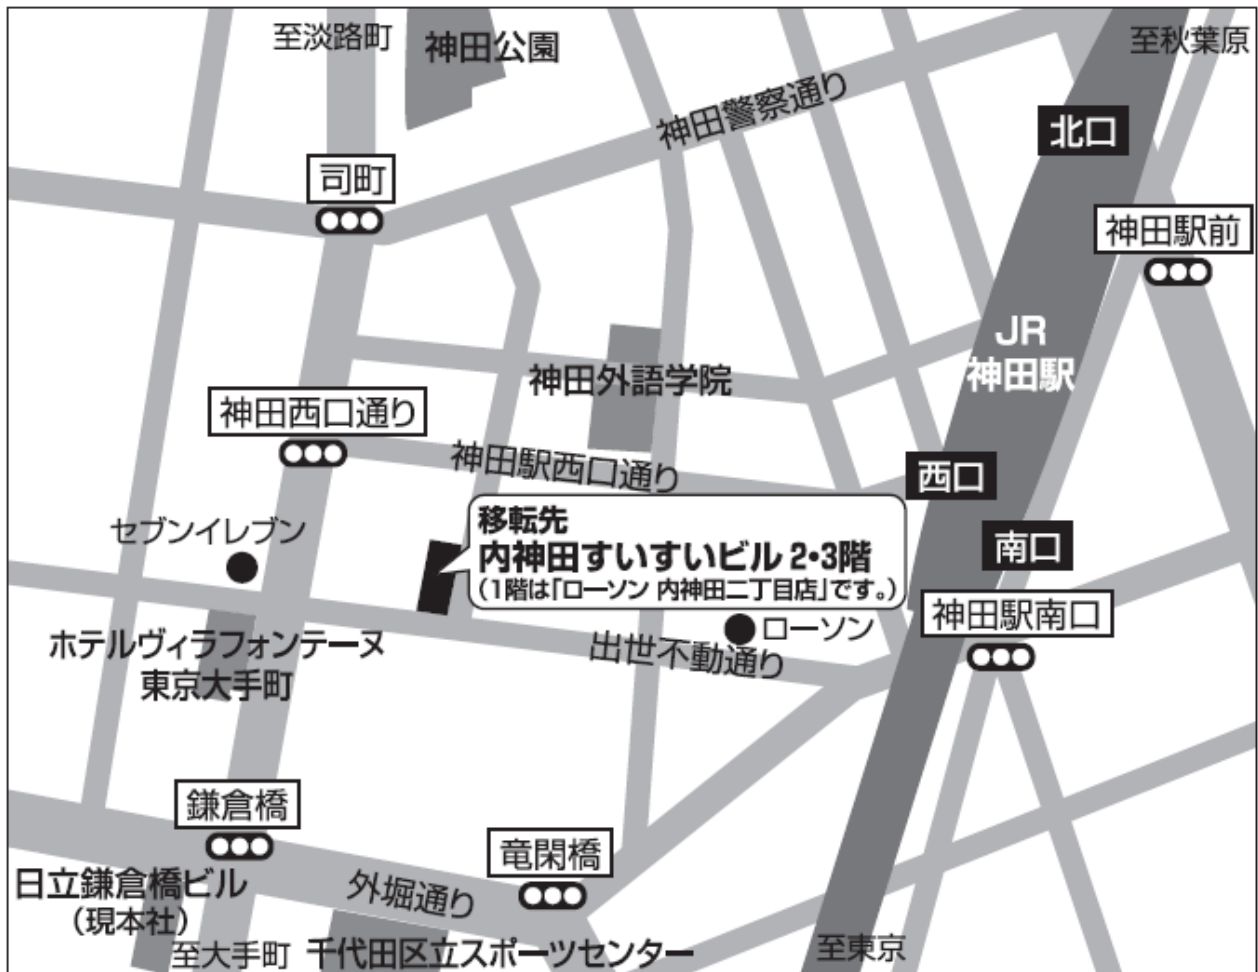 至淡路町
神田公園
至秋葉原
神田警察通り
北口
司町
神田駅前
JR
神田駅
神田外語学院
神田西口通り
神田駅西口通り
西口
移転先
内神田すいすいビル 2・3階
(1階は「ローソン 内神田二丁目店」です。)
セブンイレブン
南口
神田駅南口
ローソン
出世不動通り
ホテルヴィラフォンテーヌ
東京大手町
鎌倉橋
竜閑橋
日立鎌倉橋ビル
(現本社)
外堀通り
至大手町
千代田区立スポーツセンター
至東京